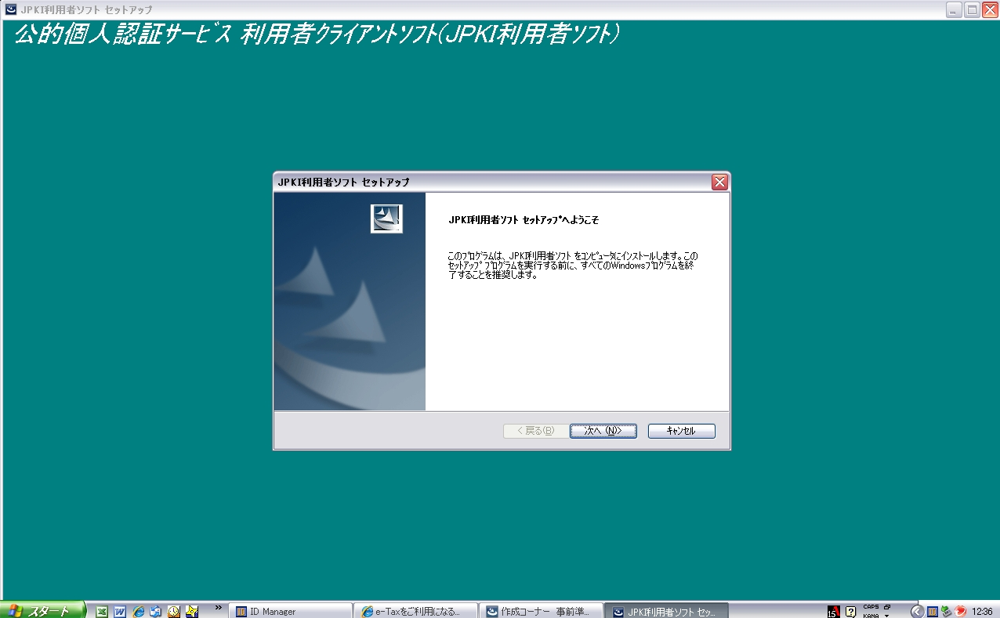 JPKI利用者ソフト セットアップ
公的個人認証ｻｰﾋﾞｽ 利用者ｸﾗｲｱﾝﾄｿﾌﾄ(JPKI利用者ｿﾌﾄ)
JPKI利用者ソフト セットアップ
JPKI利用者ｿﾌﾄ ｾｯﾄｱｯﾌﾟへようこそ
このﾌﾟﾛｸﾞﾗﾑは、JPKI利用者ｿﾌﾄ をｺﾝﾋﾟｭｰﾀにｲﾝｽﾄｰﾙします。この
ｾｯﾄｱｯﾌﾟ ﾌﾟﾛｸﾞﾗﾑを実行する前に、すべてのWindowsﾌﾟﾛｸﾞﾗﾑを終
了することを推奨します。
< 戻る(B)
次へ (N)>
ｷｬﾝｾﾙ
スタート
ID Manager
e-Taxをご利用になる...
作成コーナー 事前準...
JPKI利用者ソフト セッ...
15
CAPS
KANA
12:36